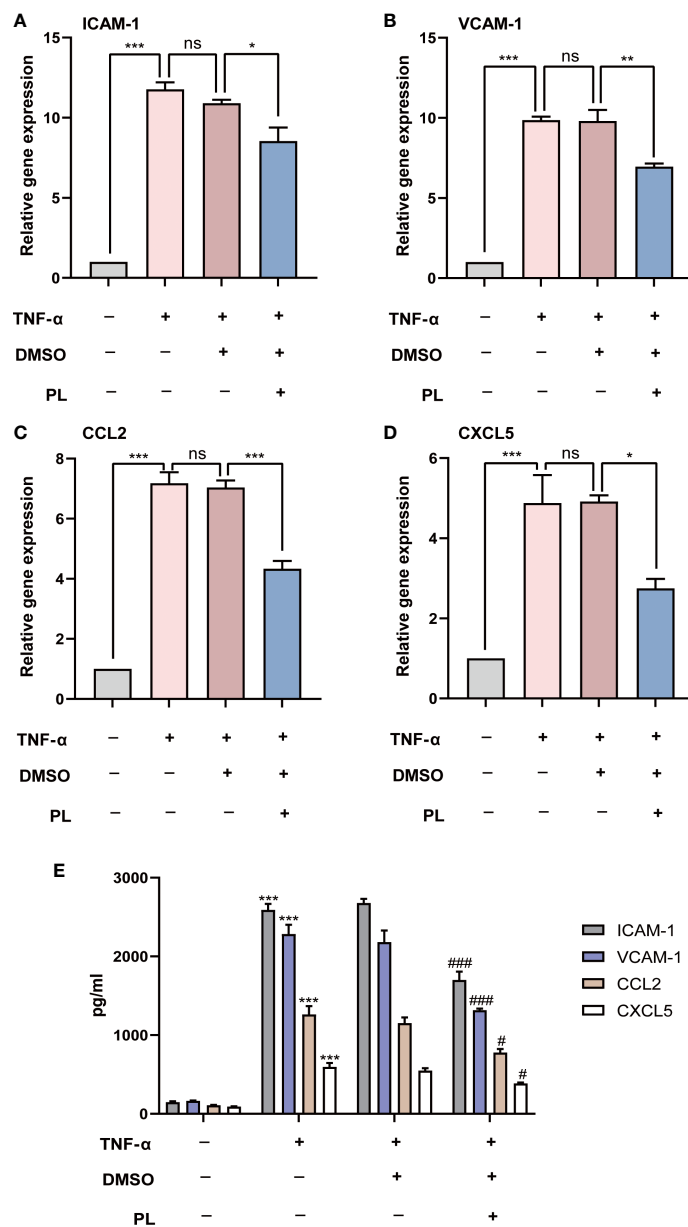 A ICAM-1
Relative gene expression
15
10
5
0
*** ns *
TNF-α – + + +
DMSO – – + +
PL – – – +
B VCAM-1
Relative gene expression
15
10
5
0
*** ns **
TNF-α – + + +
DMSO – – + +
PL – – – +
C CCL2
Relative gene expression
8
6
4
2
0
*** ns ***
TNF-α – + + +
DMSO – – + +
PL – – – +
D CXCL5
Relative gene expression
6
4
2
0
*** ns *
TNF-α – + + +
DMSO – – + +
PL – – – +
E
pg/ml
3000
2000
1000
0
*** *** *** ***
### ### # #
ICAM-1
VCAM-1
CCL2
CXCL5
TNF-α – + + +
DMSO – – + +
PL – – – +